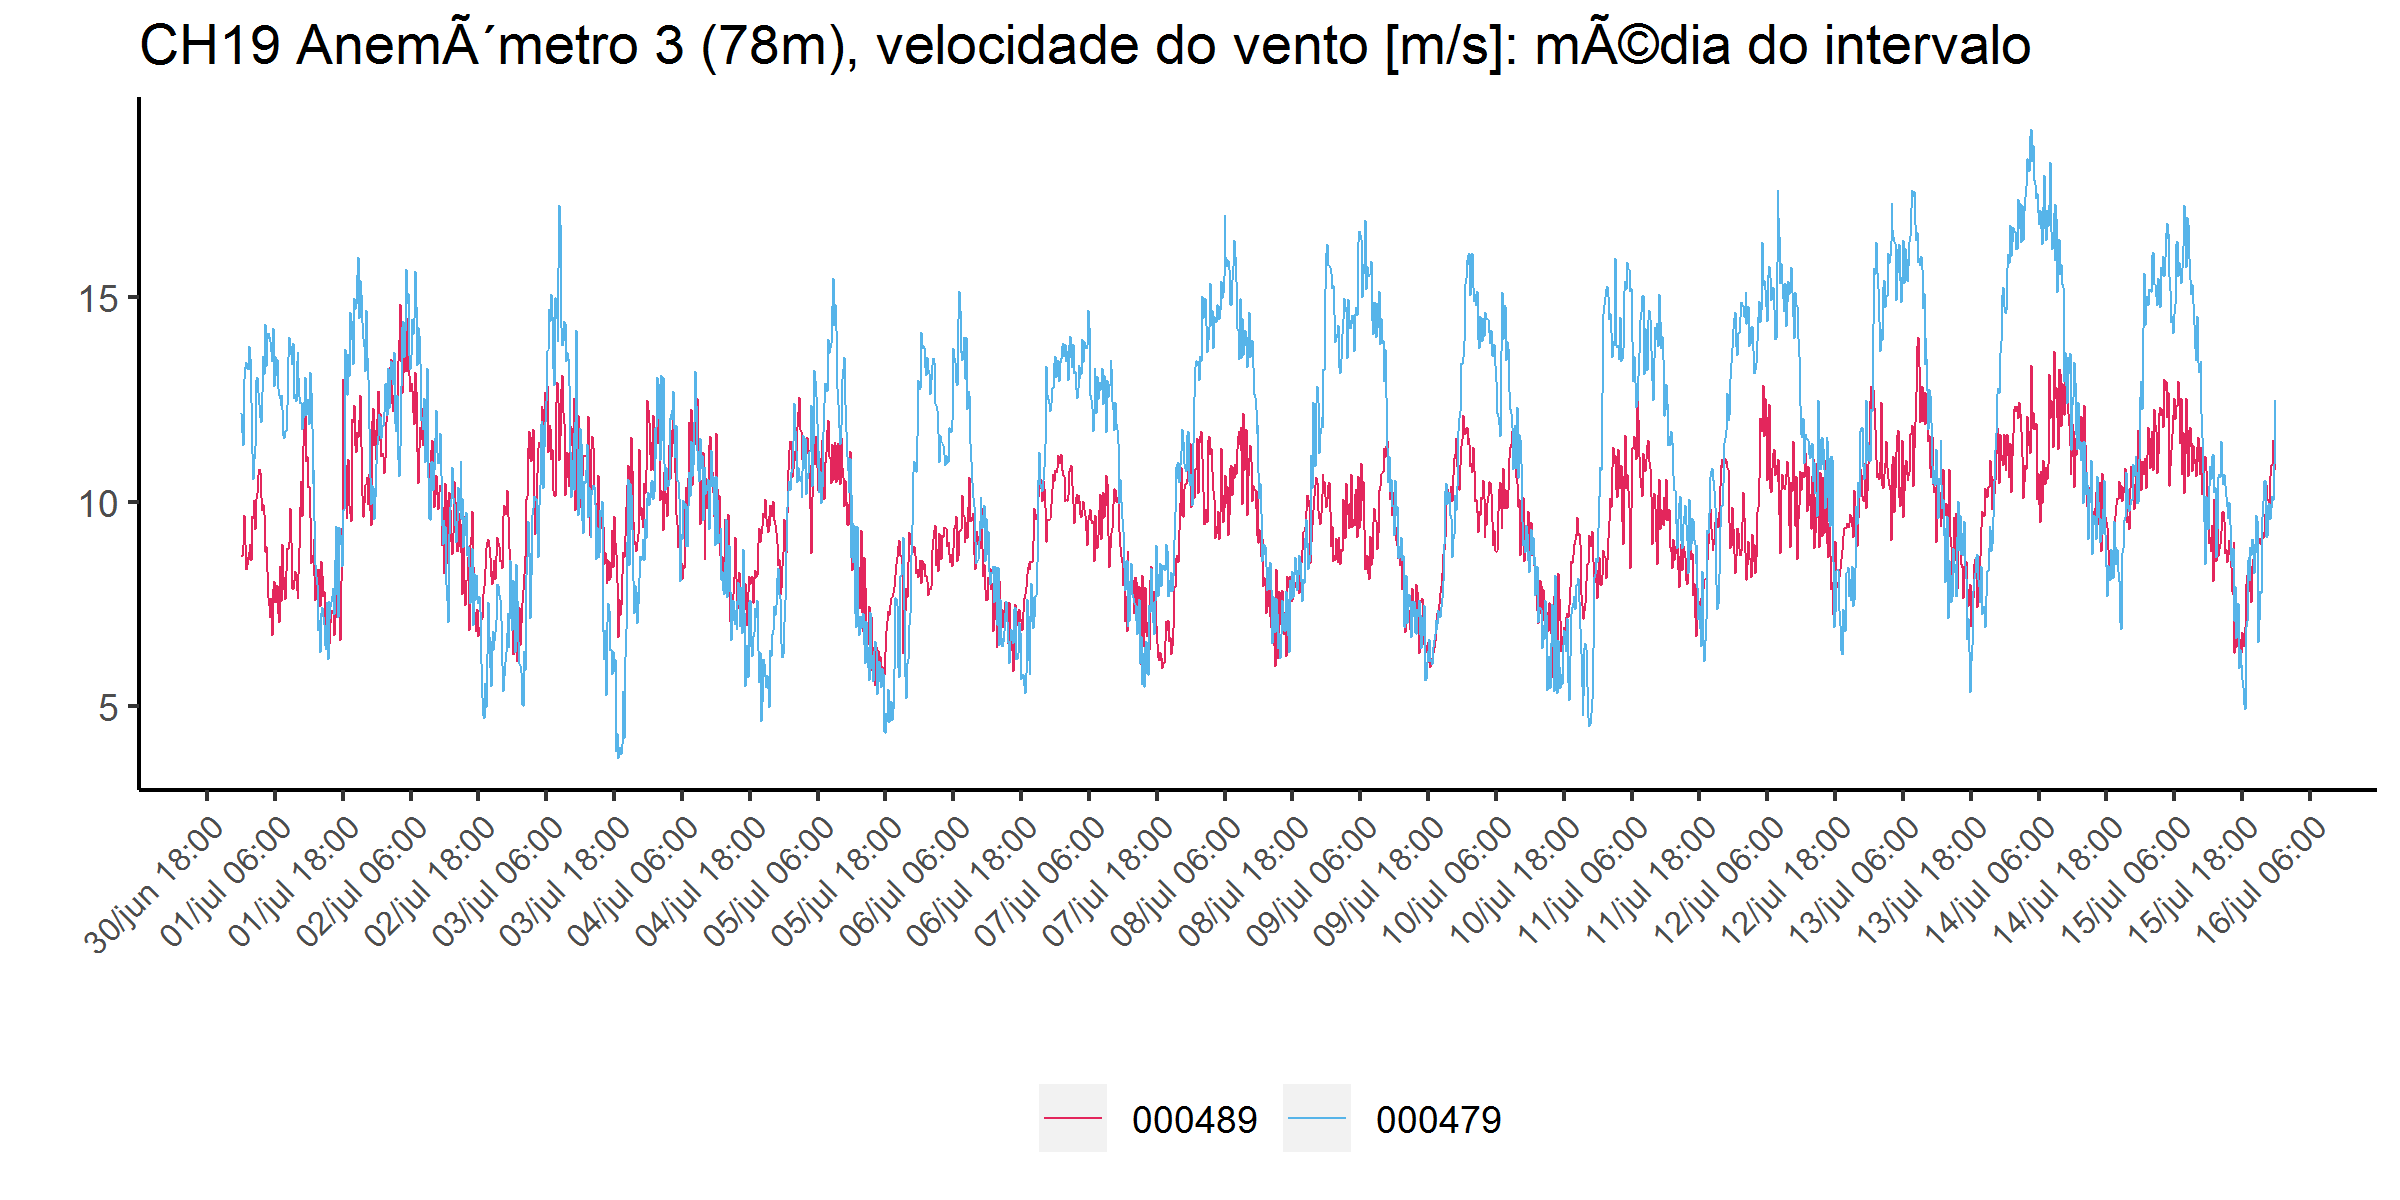 CH19 AnemÃ´metro 3 (78m), velocidade do vento [m/s]: mÃ©dia do intervalo
15
10
5
30/jun 18:00
01/jul 06:00
01/jul 18:00
02/jul 06:00
02/jul 18:00
03/jul 06:00
03/jul 18:00
04/jul 06:00
04/jul 18:00
05/jul 06:00
05/jul 18:00
06/jul 06:00
06/jul 18:00
07/jul 06:00
07/jul 18:00
08/jul 06:00
08/jul 18:00
09/jul 06:00
09/jul 18:00
10/jul 06:00
10/jul 18:00
11/jul 06:00
11/jul 18:00
12/jul 06:00
12/jul 18:00
13/jul 06:00
13/jul 18:00
14/jul 06:00
14/jul 18:00
15/jul 06:00
15/jul 18:00
16/jul 06:00
000489
000479